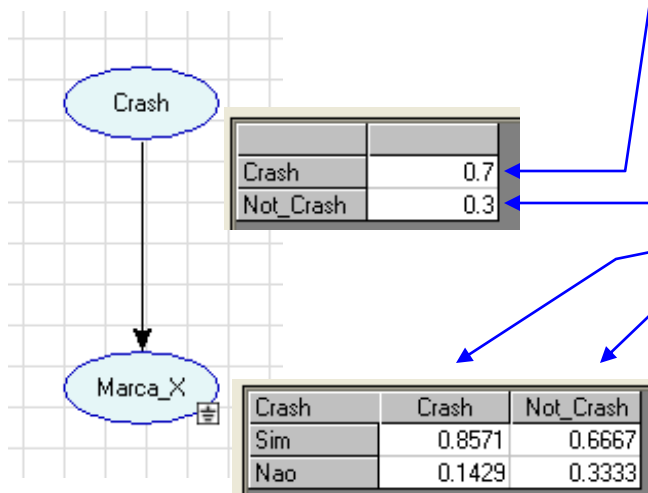 Crash
Crash 0.7
Not_Crash 0.3
Marca_X
Crash Crash Not_Crash
Sim 0.8571 0.6667
Nao 0.1429 0.3333